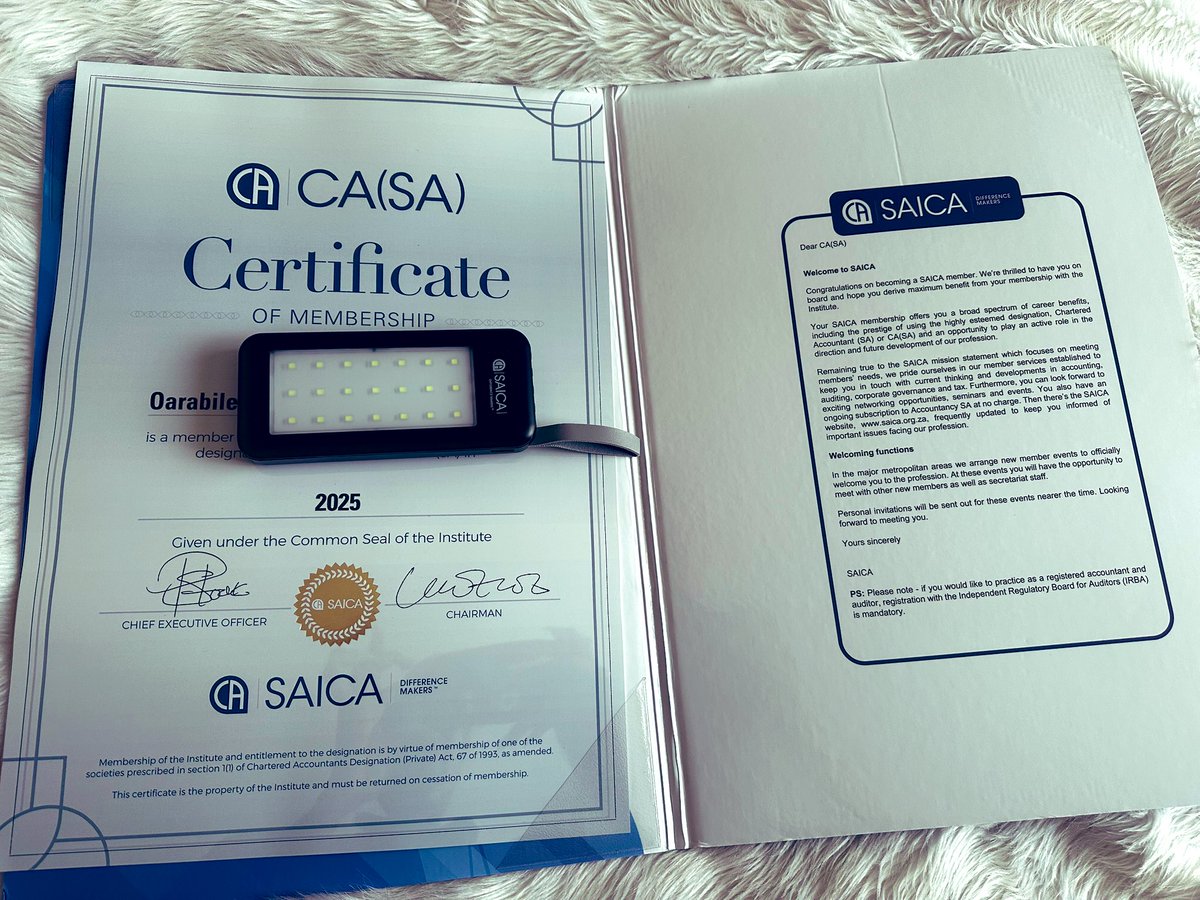 CA CA(SA)
Certificate
OF MEMBERSHIP
SAICA
Oarabile
is a member
2025
Given under the Common Seal of the Institute
CA SAICA
CHIEF EXECUTIVE OFFICER
CHAIRMAN
CA SAICA DIFFERENCE
MAKERS™
Membership of the Institute and entitlement to the designation is by virtue of membership of one of the
societies prescribed in section 1(1) of Chartered Accountants Designation (Private) Act, 67 of 1993, as amended.
This certificate is the property of the Institute and must be returned on cessation of membership.
CA SAICA DIFFERENCE
MAKERS
Dear CA(SA)
Welcome to SAICA
Congratulations on becoming a SAICA member. We're thrilled to have you on
board and hope you derive maximum benefit from your membership with the
Institute.
Your SAICA membership offers you a broad spectrum of career benefits,
including the prestige of using the highly esteemed designation, Chartered
Accountant (SA) or CA(SA) and an opportunity to play an active role in the
direction and future development of our profession.
Remaining true to the SAICA mission statement which focuses on meeting
members' needs, we pride ourselves in our member services established to
keep you in touch with current thinking and developments in accounting,
auditing, corporate governance and tax. Furthermore, you can look forward to
exciting networking opportunities, seminars and events. You also have an
ongoing subscription to Accountancy SA at no charge. Then there's the SAICA
website, www.saica.org.za, frequently updated to keep you informed of
important issues facing our profession.
Welcoming functions
In the major metropolitan areas we arrange new member events to officially
welcome you to the profession. At these events you will have the opportunity to
meet with other new members as well as secretariat staff.
Personal invitations will be sent out for these events nearer the time. Looking
forward to meeting you.
Yours sincerely
SAICA
PS: Please note - if you would like to practice as a registered accountant and
auditor, registration with the Independent Regulatory Board for Auditors (IRBA)
is mandatory.